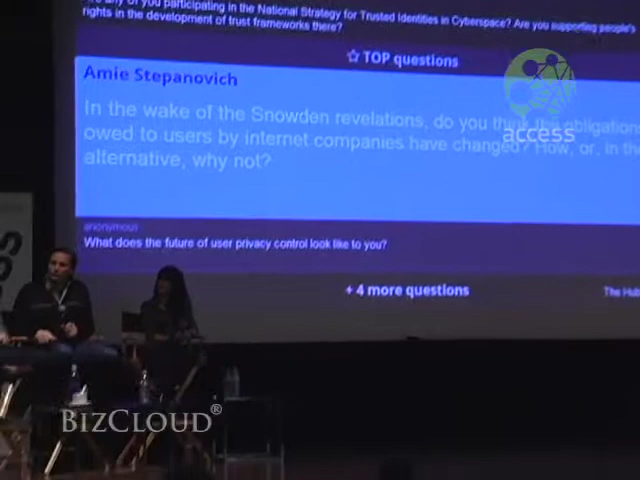 any of you participating in the National Strategy for Trusted Identities in Cyberspace? Are you supporting people's
rights in the development of trust frameworks there?
TOP questions
Amie Stepanovich
In the wake of the Snowden revelations, do you think the obligations
owed to users by internet companies have changed? How, or, in the
alternative, why not?
access
anonymous
What does the future of user privacy control look like to you?
+ 4 more questions
The Hub
BIZCLOUD®